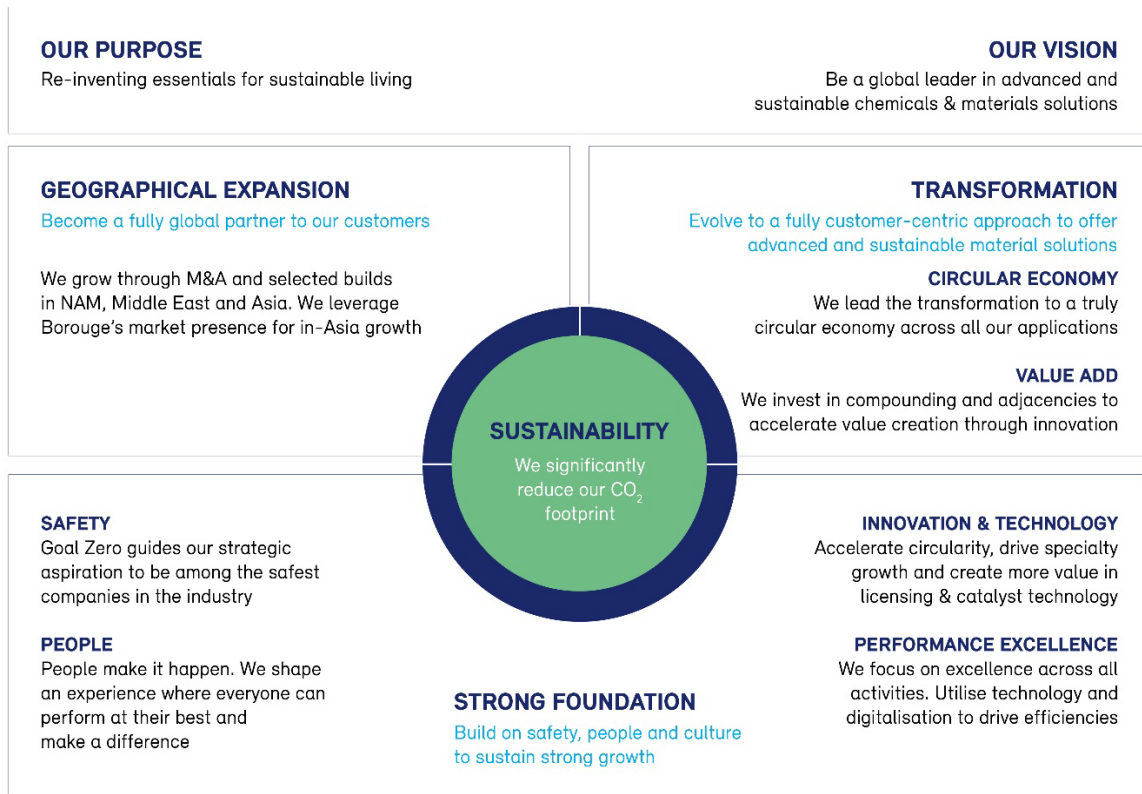 OUR PURPOSE
Re-inventing essentials for sustainable living
OUR VISION
Be a global leader in advanced and
sustainable chemicals & materials solutions
GEOGRAPHICAL EXPANSION
Become a fully global partner to our customers
We grow through M&A and selected builds
in NAM, Middle East and Asia. We leverage
Borouge's market presence for in-Asia growth
TRANSFORMATION
Evolve to a fully customer-centric approach to offer
advanced and sustainable material solutions
CIRCULAR ECONOMY
We lead the transformation to a truly
circular economy across all our applications
VALUE ADD
We invest in compounding and adjacencies to
accelerate value creation through innovation
SUSTAINABILITY
We significantly
reduce our CO₂
footprint
SAFETY
Goal Zero guides our strategic
aspiration to be among the safest
companies in the industry
PEOPLE
People make it happen. We shape
an experience where everyone can
perform at their best and
make a difference
STRONG FOUNDATION
Build on safety, people and culture
to sustain strong growth
INNOVATION & TECHNOLOGY
Accelerate circularity, drive specialty
growth and create more value in
licensing & catalyst technology
PERFORMANCE EXCELLENCE
We focus on excellence across all
activities. Utilise technology and
digitalisation to drive efficiencies